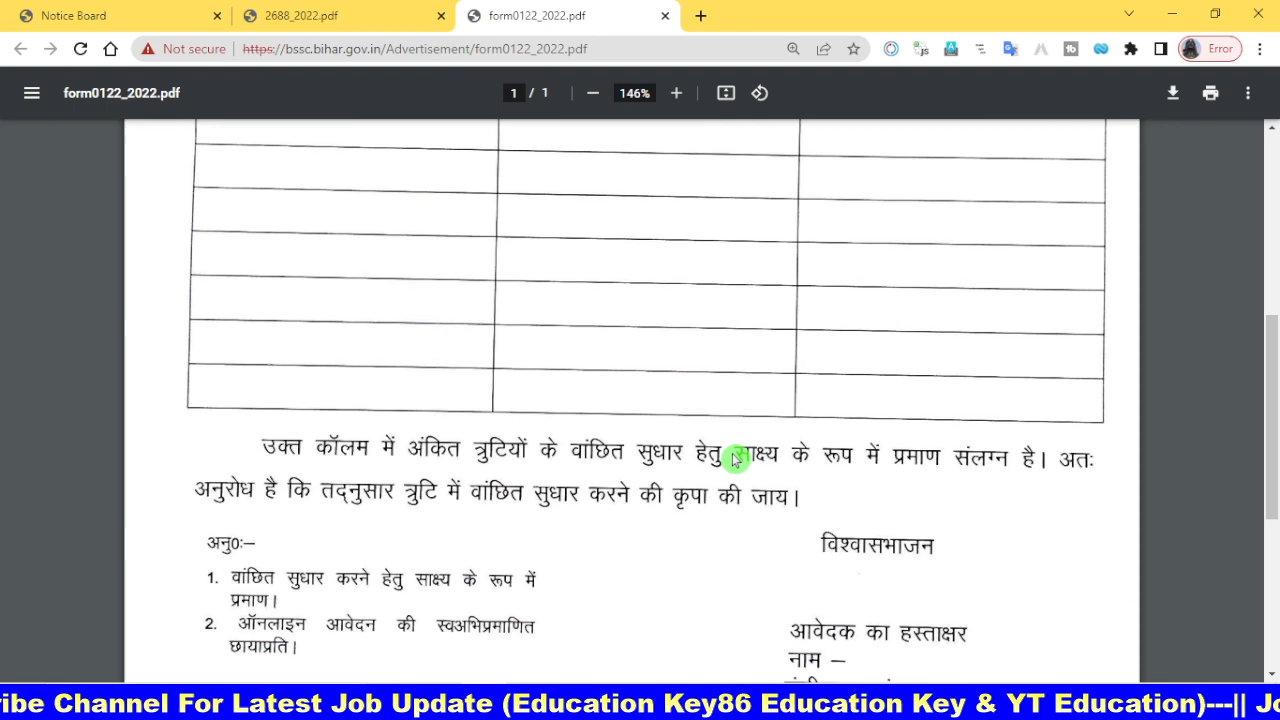 Notice Board
2688_2022.pdf
form0122_2022.pdf
Not secure
https://bssc.bihar.gov.in/Advertisement/form0122_2022.pdf
Error
form0122_2022.pdf
1 / 1
146%
उक्त कॉलम में अंकित त्रुटियों के वांछित सुधार हेतु साक्ष्य के रूप में प्रमाण संलग्न है। अतः
अनुरोध है कि तद्नुसार त्रुटि में वांछित सुधार करने की कृपा की जाय।
अनु0:–
विश्वासभाजन
1. वांछित सुधार करने हेतु साक्ष्य के रूप में
प्रमाण।
2. ऑनलाइन आवेदन की स्वअभिप्रमाणित
छायाप्रति।
आवेदक का हस्ताक्षर
नाम –
ribe Channel For Latest Job Update (Education Key86 Education Key & YT Education)---|| Jo